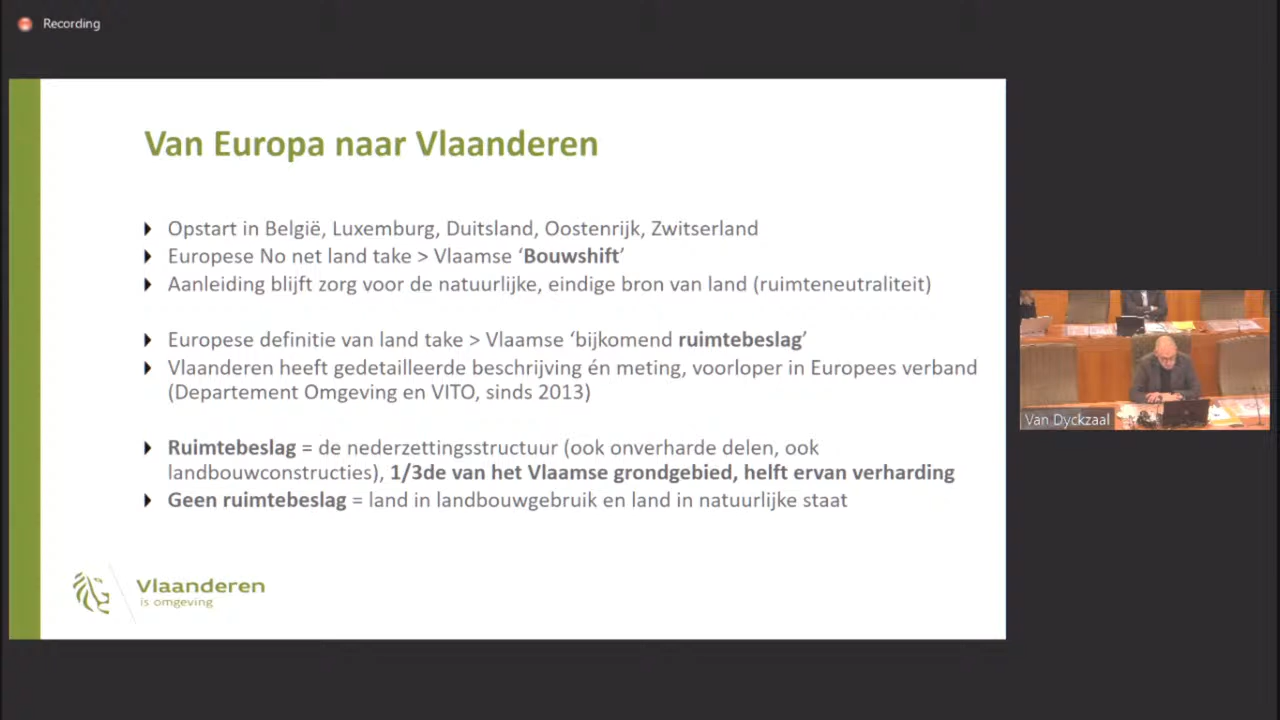 Recording
Van Europa naar Vlaanderen
Opstart in België, Luxemburg, Duitsland, Oostenrijk, Zwitserland
Europese No net land take > Vlaamse ‘Bouwshift’
Aanleiding blijft zorg voor de natuurlijke, eindige bron van land (ruimteneutraliteit)
Europese definitie van land take > Vlaamse ‘bijkomend ruimtebeslag’
Vlaanderen heeft gedetailleerde beschrijving én meting, voorloper in Europees verband
(Departement Omgeving en VITO, sinds 2013)
Ruimtebeslag = de nederzettingsstructuur (ook onverharde delen, ook
landbouwconstructies), 1/3de van het Vlaamse grondgebied, helft ervan verharding
Geen ruimtebeslag = land in landbouwgebruik en land in natuurlijke staat
Vlaanderen
is omgeving
Van Dyckzaal